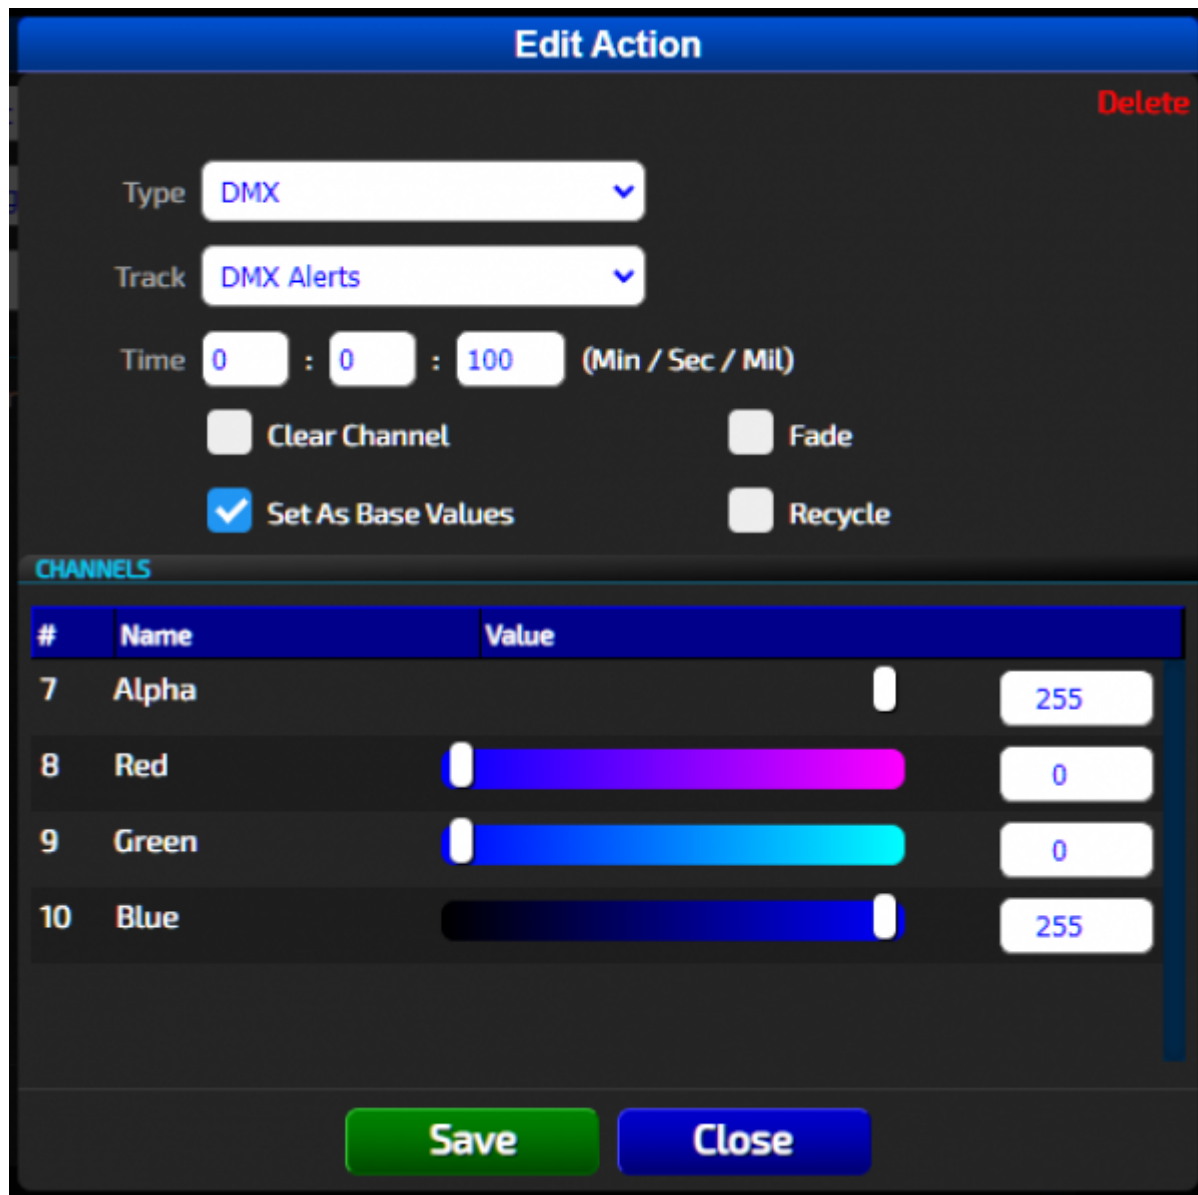 Edit Action
Delete
Type DMX
Track DMX Alerts
Time 0 : 0 : 100 (Min / Sec / Mil)
Clear Channel Fade
Set As Base Values Recycle
CHANNELS
# Name Value
7 Alpha 255
8 Red 0
9 Green 0
10 Blue 255
Save Close